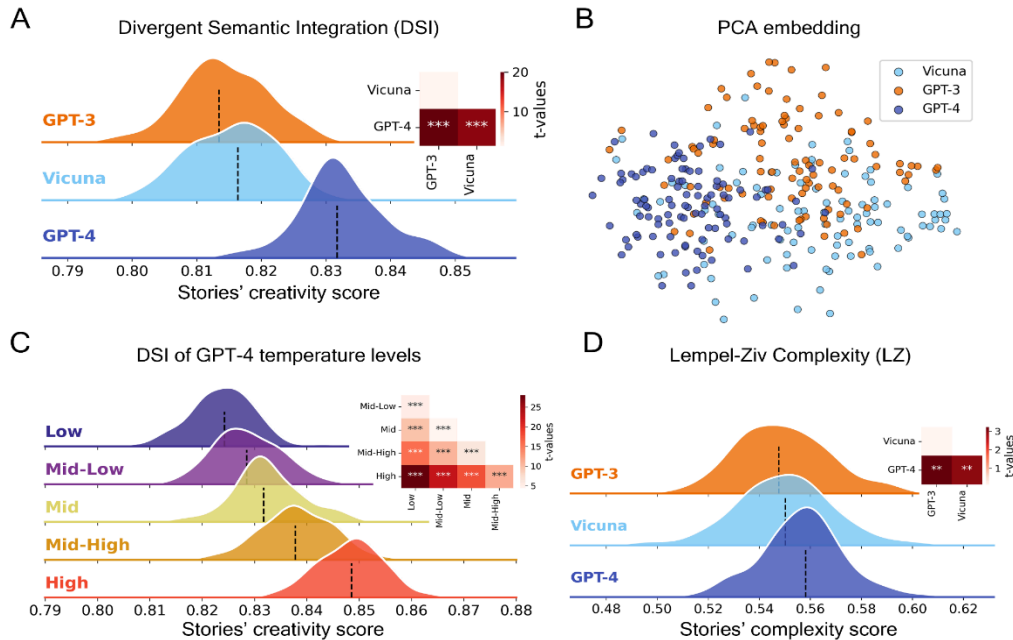 A
Divergent Semantic Integration (DSI)
GPT-3
Vicuna
GPT-4
Vicuna
GPT-4
*** ***
GPT-3
Vicuna
20
10
t-values
0.79 0.80 0.81 0.82 0.83 0.84 0.85
Stories’ creativity score
B
PCA embedding
Vicuna
GPT-3
GPT-4
C
DSI of GPT-4 temperature levels
Low
Mid-Low
Mid
Mid-High
High
Mid-Low ***
Mid *** ***
Mid-High *** *** ***
High *** *** *** ***
Low
Mid-Low
Mid
Mid-High
25
20
15
10
5
t-values
0.79 0.80 0.81 0.82 0.83 0.84 0.85 0.86 0.87 0.88
Stories’ creativity score
D
Lempel-Ziv Complexity (LZ)
GPT-3
Vicuna
GPT-4
Vicuna
GPT-4
** **
GPT-3
Vicuna
3
2
1
t-values
0.48 0.50 0.52 0.54 0.56 0.58 0.60 0.62
Stories’ complexity score